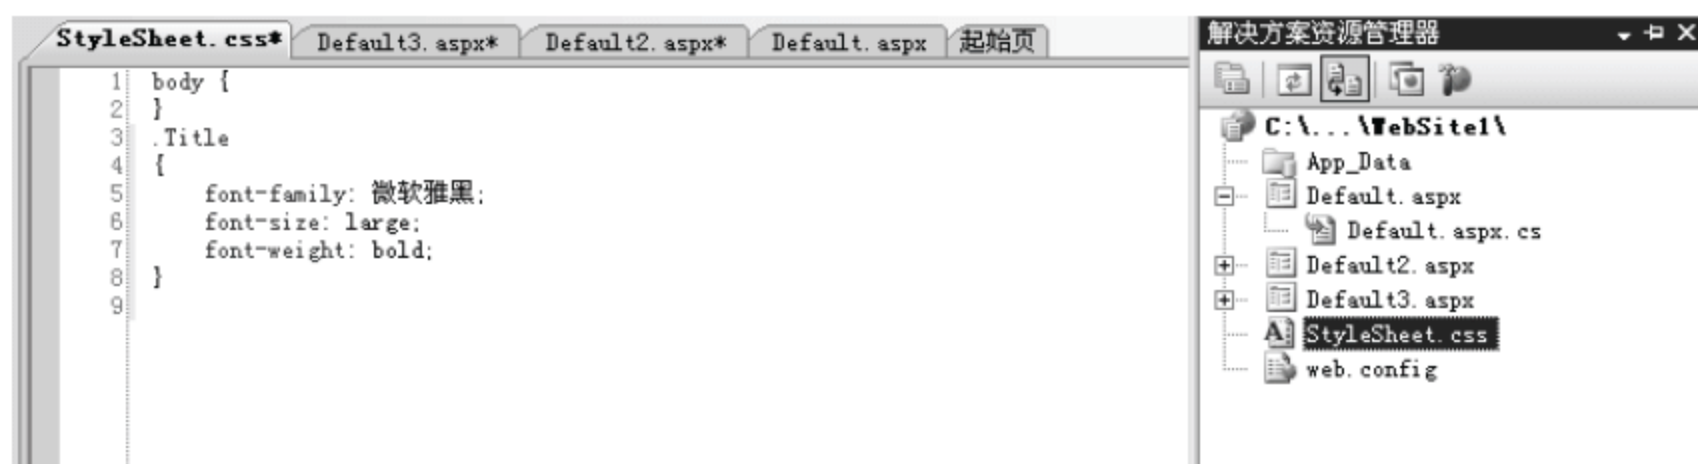 StyleSheet.css* Default3.aspx* Default2.aspx* Default.aspx 起始页
1 body {
2 }
3 .Title
4 {
5 font-family: 微软雅黑;
6 font-size: large;
7 font-weight: bold;
8 }
9
解决方案资源管理器
C:\...\WebSite1\
App_Data
Default.aspx
Default.aspx.cs
Default2.aspx
Default3.aspx
StyleSheet.css
web.config